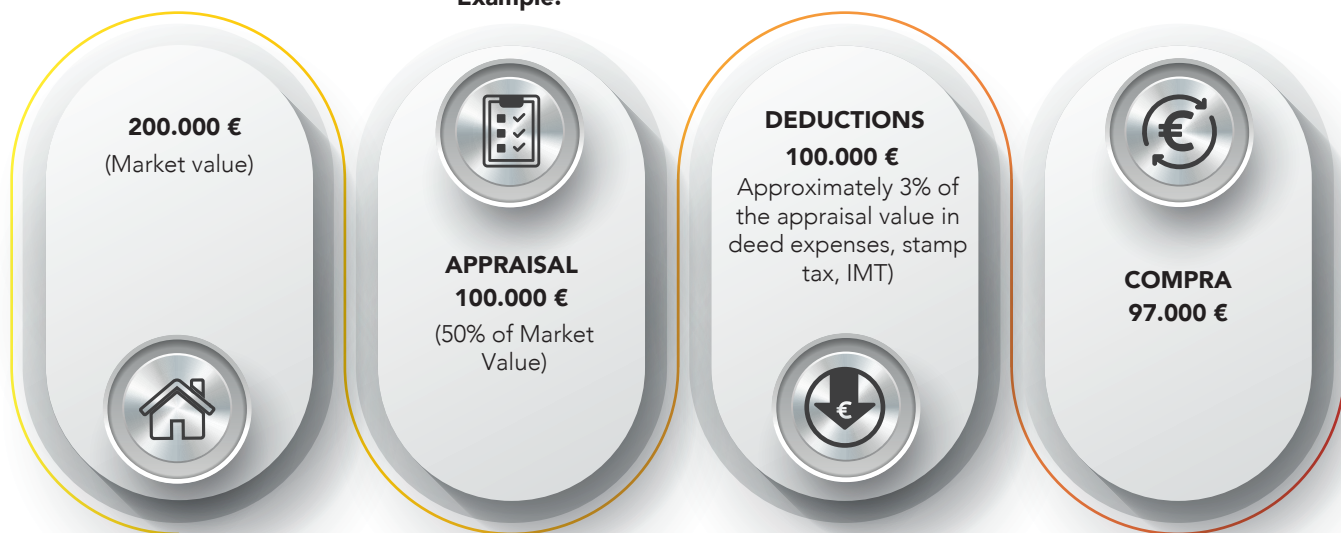 Example:
200.000 €
(Market value)
APPRAISAL
100.000 €
(50% of Market
Value)
DEDUCTIONS
100.000 €
Approximately 3% of
the appraisal value in
deed expenses, stamp
tax, IMT)
€
€
COMPRA
97.000 €